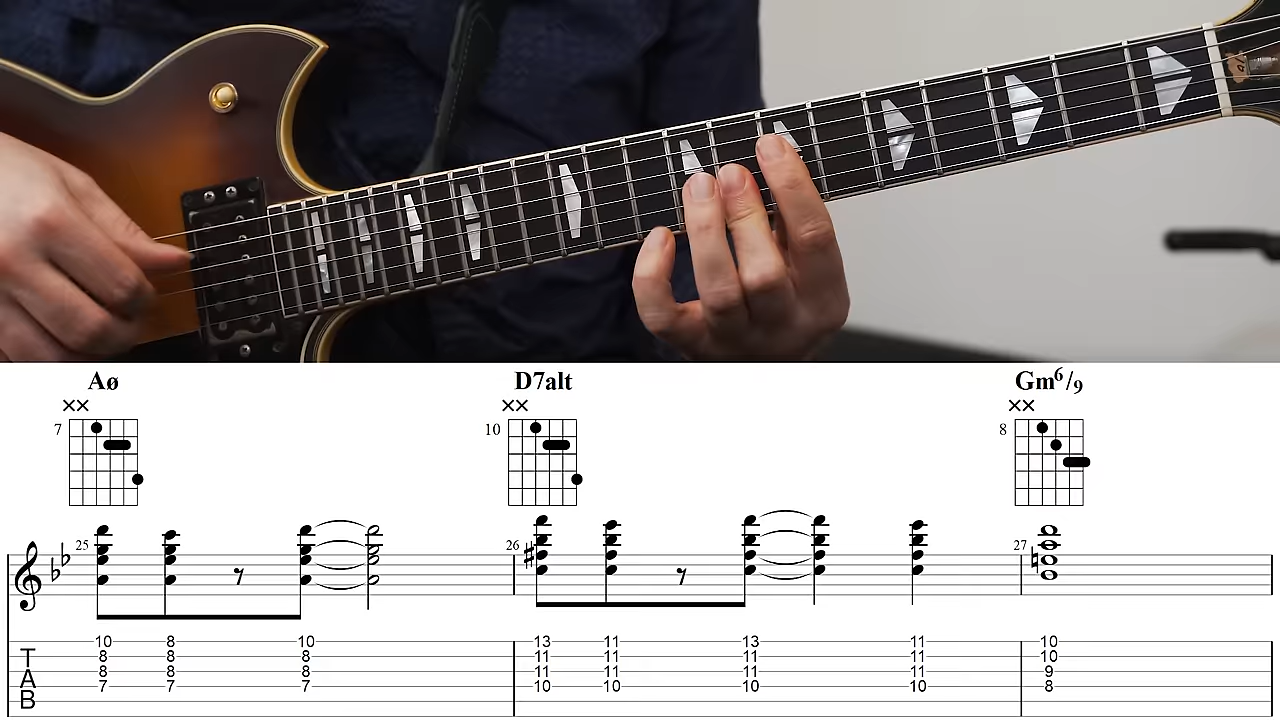 Aø D7alt Gm6/9
×× ×× ××
7 10 8
25 26 27
10 8 10 13 11 13 11 10
T 8 8 8 11 11 11 11 10
A 8 8 8 11 11 11 11 9
B 7 7 7 10 10 10 10 8